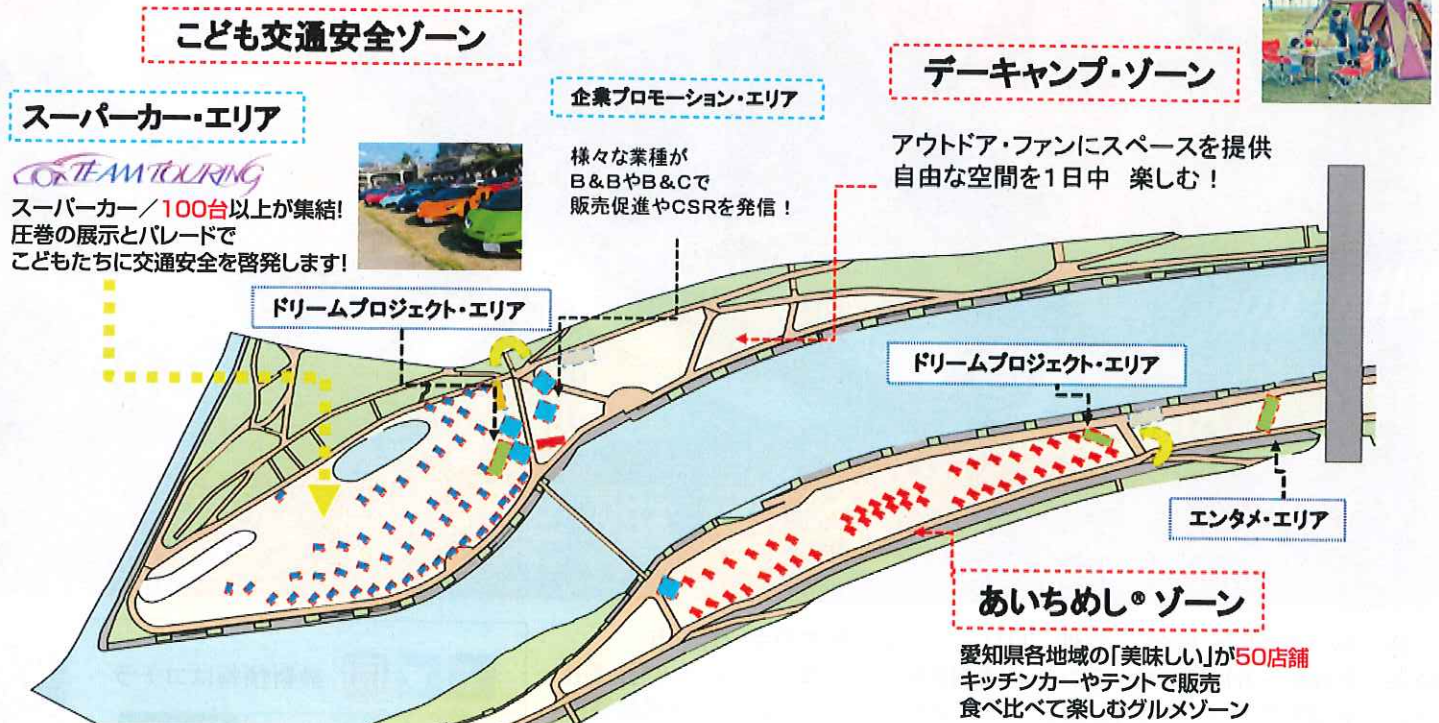 こども交通安全ゾーン
スーパーカー・エリア
TEAM TOURING
スーパーカー／100台以上が集結!
圧巻の展示とパレードで
こどもたちに交通安全を啓発します!
企業プロモーション・エリア
様々な業種が
B&BやB&Cで
販売促進やCSRを発信！
デーキャンプ・ゾーン
アウトドア・ファンにスペースを提供
自由な空間を1日中 楽しむ！
ドリームプロジェクト・エリア
ドリームプロジェクト・エリア
エンタメ・エリア
あいちめし® ゾーン
愛知県各地域の「美味しい」が50店舗
キッチンカーやテントで販売
食べ比べて楽しむグルメゾーン